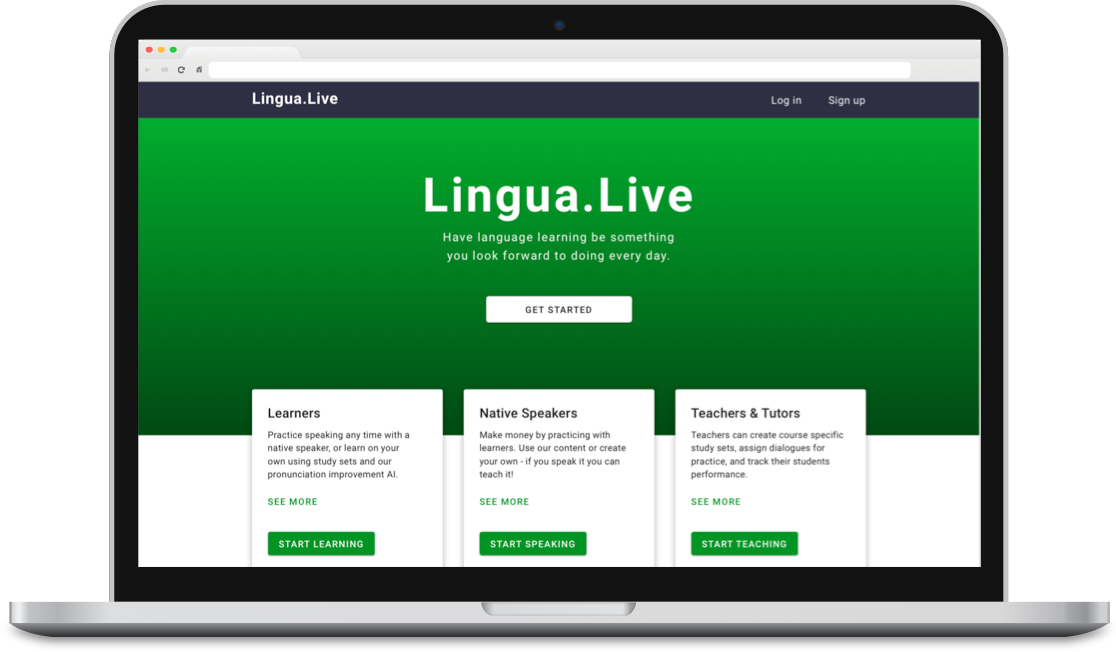 Lingua.Live
Log in
Sign up
Lingua.Live
Have language learning be something
you look forward to doing every day.
GET STARTED
Learners
Practice speaking any time with a
native speaker, or learn on your
own using study sets and our
pronunciation improvement AI.
SEE MORE
START LEARNING
Native Speakers
Make money by practicing with
learners. Use our content or create
your own - if you speak it you can
teach it!
SEE MORE
START SPEAKING
Teachers & Tutors
Teachers can create course specific
study sets, assign dialogues for
practice, and track their students
performance.
SEE MORE
START TEACHING